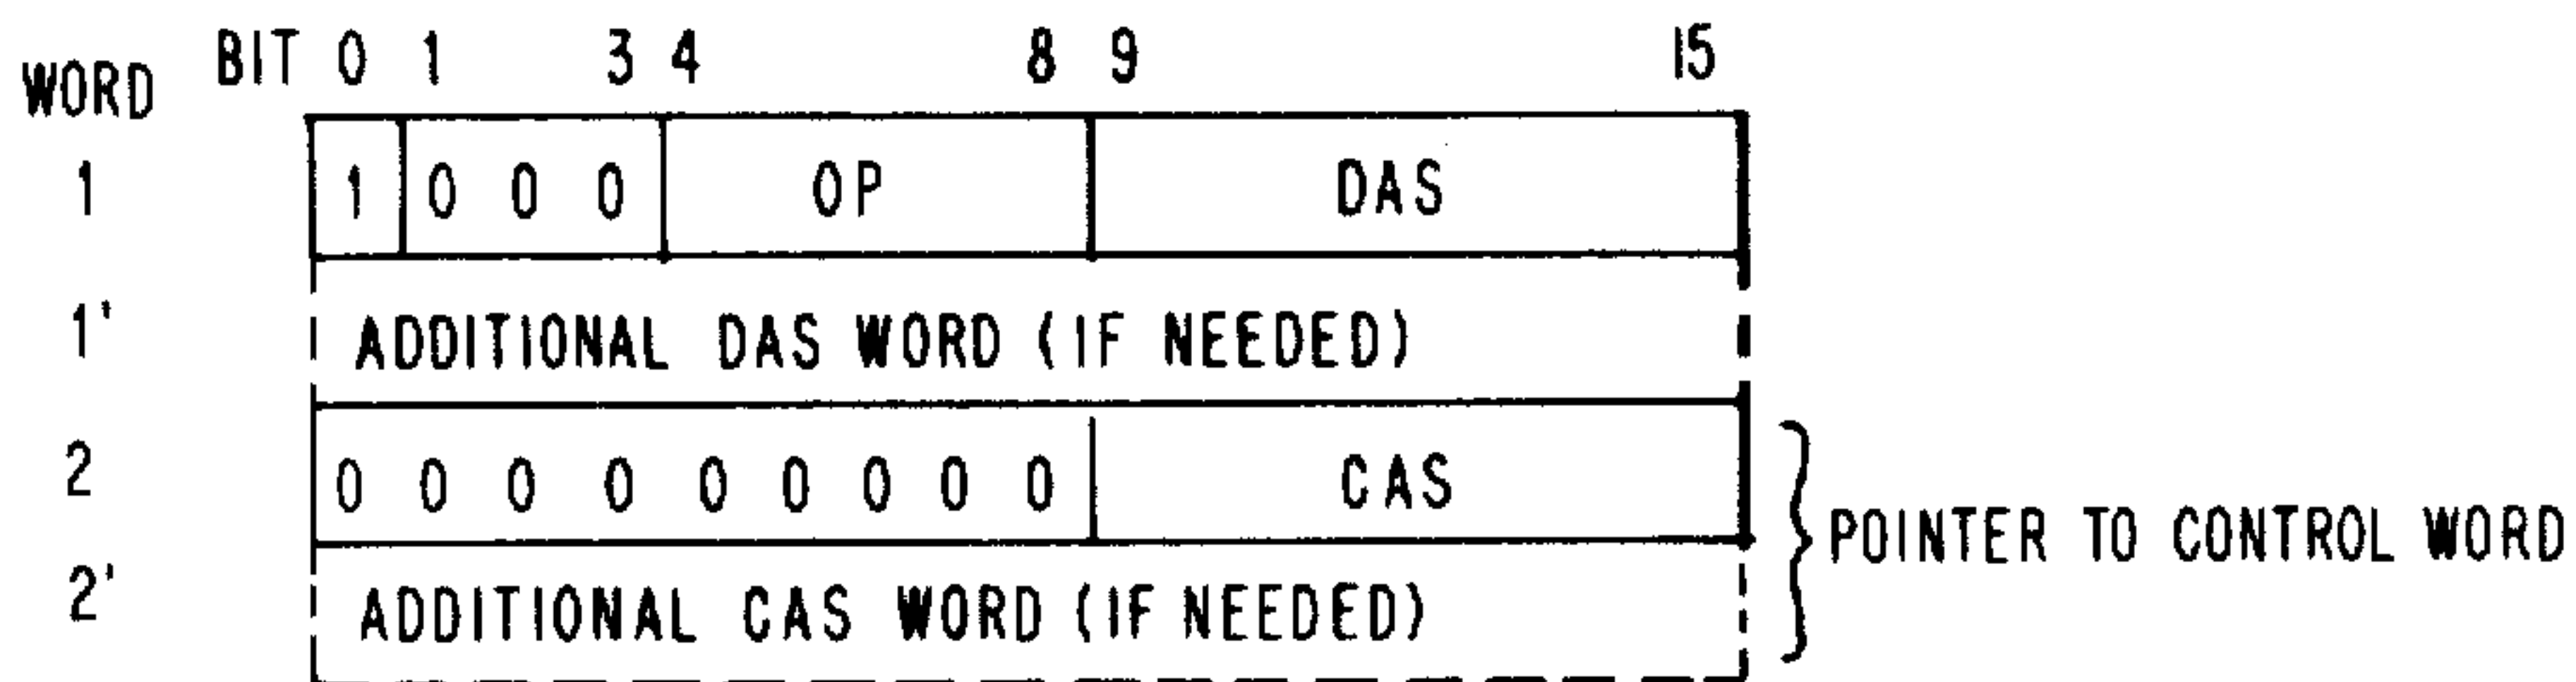 WORD BIT 0 1 3 4 8 9 15
1 1 0 0 0 OP DAS
1' ADDITIONAL DAS WORD (IF NEEDED)
2 0 0 0 0 0 0 0 0 0 CAS
POINTER TO CONTROL WORD
2' ADDITIONAL CAS WORD (IF NEEDED)